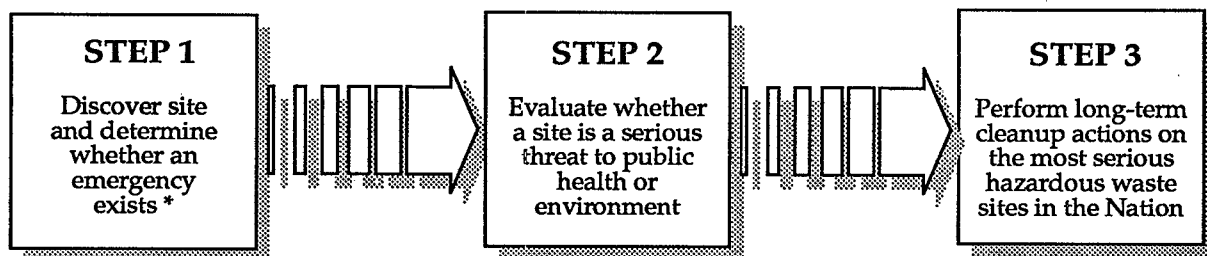 STEP 1
Discover site
and determine
whether an
emergency
exists *
STEP 2
Evaluate whether
a site is a serious
threat to public
health or
environment
STEP 3
Perform long-term
cleanup actions on
the most serious
hazardous waste
sites in the Nation